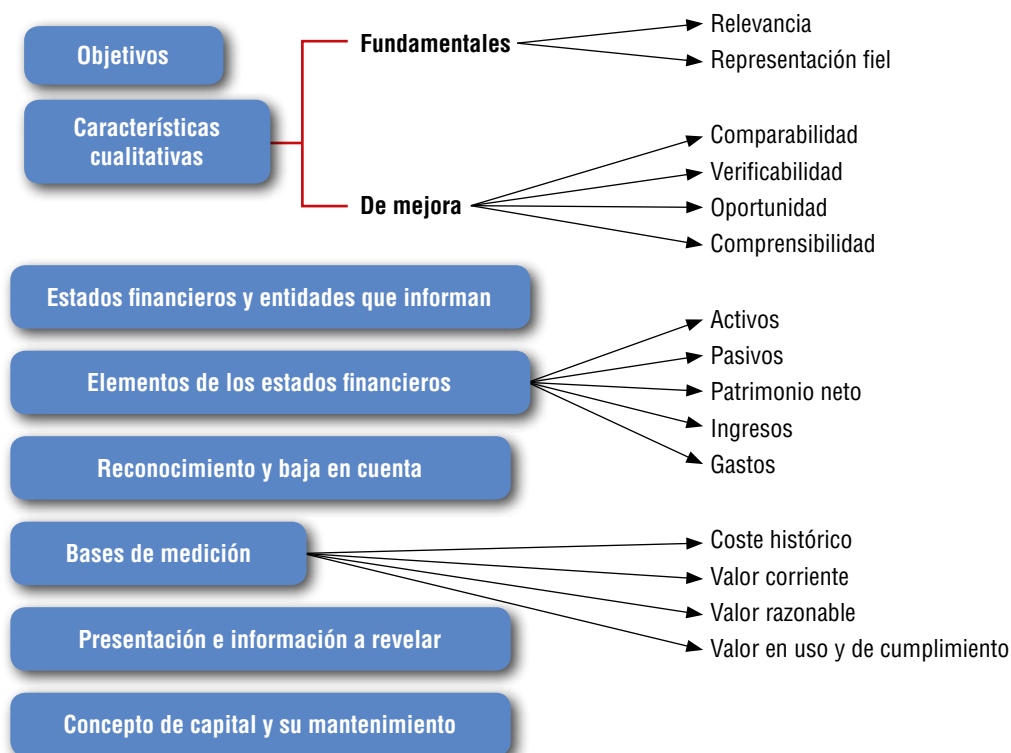 Objetivos
Características
cualitativas
Fundamentales
Relevancia
Representación fiel
De mejora
Comparabilidad
Verificabilidad
Oportunidad
Comprensibilidad
Estados financieros y entidades que informan
Elementos de los estados financieros
Activos
Pasivos
Patrimonio neto
Ingresos
Gastos
Reconocimiento y baja en cuenta
Bases de medición
Coste histórico
Valor corriente
Valor razonable
Valor en uso y de cumplimiento
Presentación e información a revelar
Concepto de capital y su mantenimiento